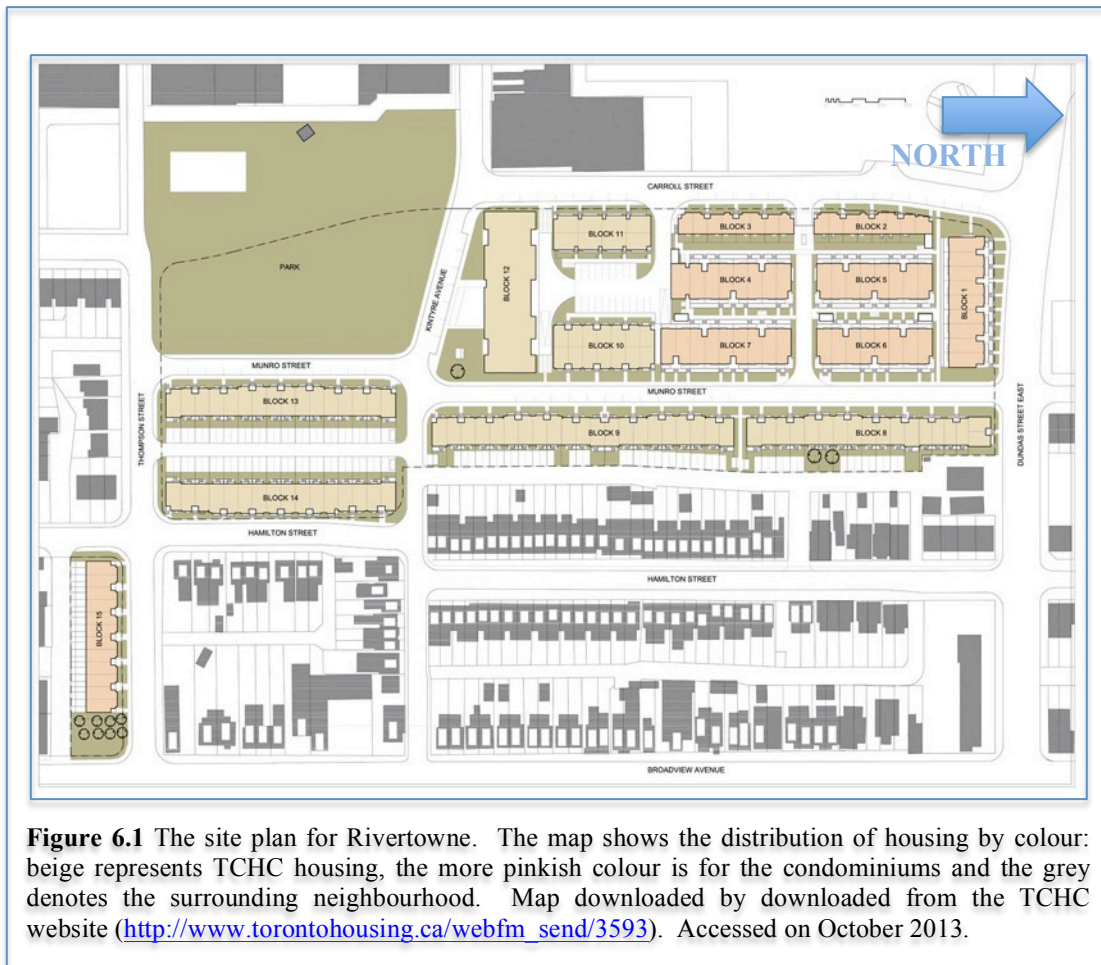 NORTH
CARROLL STREET
BLOCK 11
BLOCK 3
BLOCK 2
BLOCK 12
BLOCK 4
BLOCK 5
BLOCK 1
PARK
KINTYRE AVENUE
BLOCK 10
BLOCK 7
BLOCK 6
MUNRO STREET
MUNRO STREET
BLOCK 13
THOMPSON STREET
BLOCK 9
BLOCK 8
DUNDAS STREET EAST
BLOCK 14
HAMILTON STREET
HAMILTON STREET
BLOCK 15
BROADVIEW AVENUE
Figure 6.1 The site plan for Rivertowne. The map shows the distribution of housing by colour:
beige represents TCHC housing, the more pinkish colour is for the condominiums and the grey
denotes the surrounding neighbourhood. Map downloaded by downloaded from the TCHC
website (http://www.torontohousing.ca/webfm_send/3593). Accessed on October 2013.